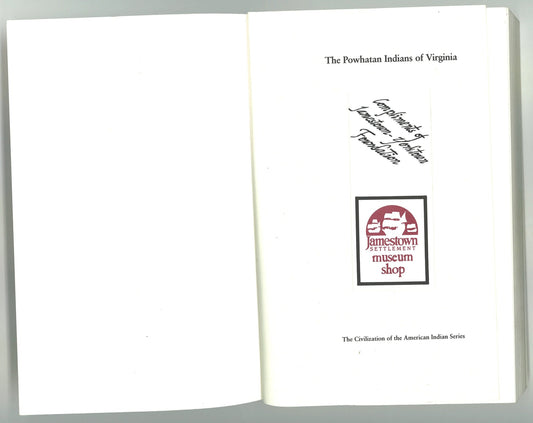 The Powhatan Indians of Virginia
Compliments of
Jamestown-Yorktown
Foundation
Jamestown
SETTLEMENT
museum
shop
The Civilization of the American Indian Series